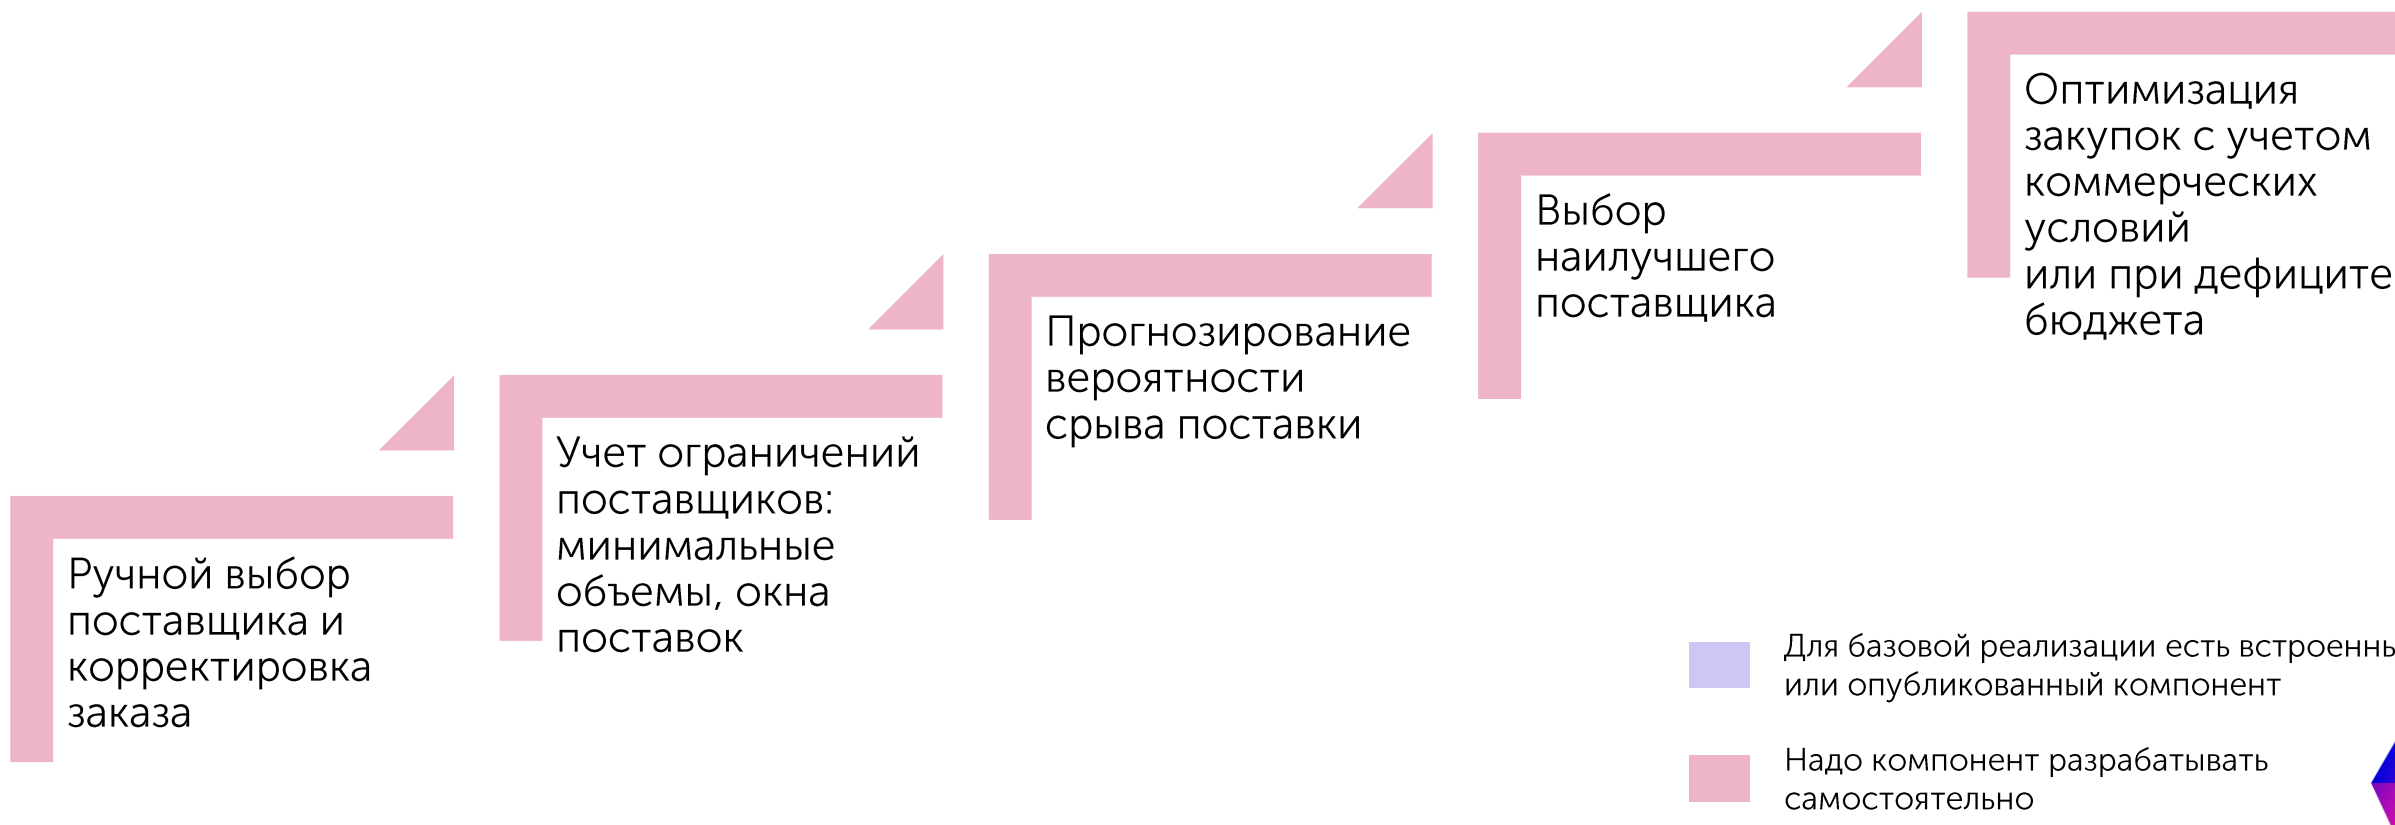 Ручной выбор
поставщика и
корректировка
заказа
Учет ограничений
поставщиков:
минимальные
объемы, окна
поставок
Прогнозирование
вероятности
срыва поставки
Выбор
наилучшего
поставщика
Оптимизация
закупок с учетом
коммерческих
условий
или при дефиците
бюджета
Для базовой реализации есть
или опубликованный компонент
Надо компонент разрабатывать
самостоятельно